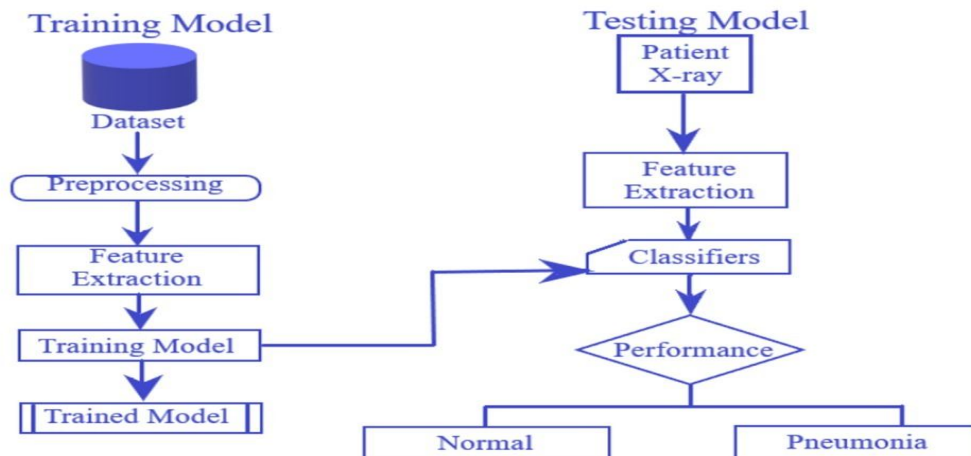 Training Model
Dataset
Preprocessing
Feature
Extraction
Training Model
Trained Model
Testing Model
Patient
X-ray
Feature
Extraction
Classifiers
Performance
Normal
Pneumonia